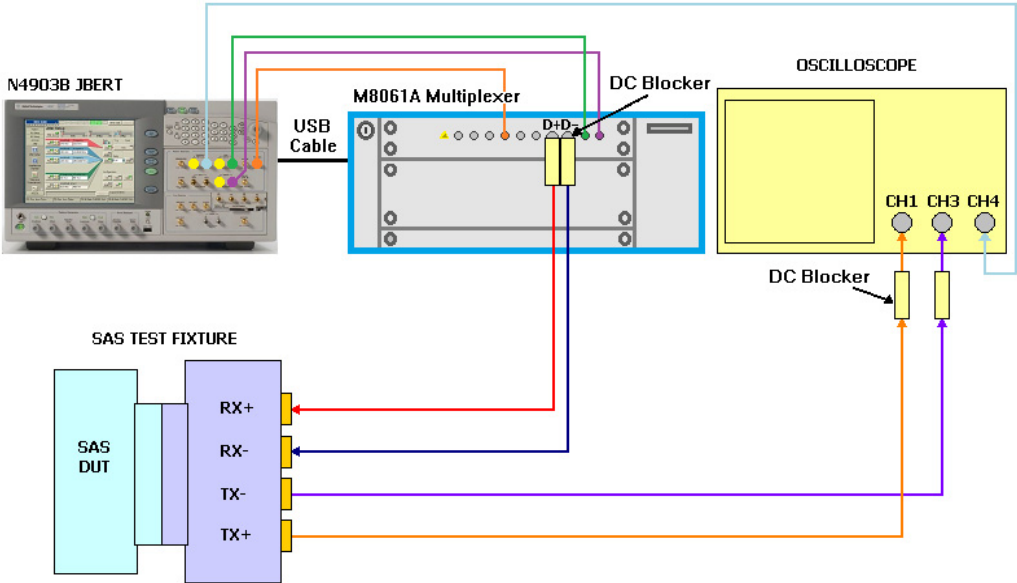 N4903B JBERT
USB
Cable
M8061A Multiplexer
DC Blocker
D+D-
OSCILLOSCOPE
CH1 CH3 CH4
DC Blocker
SAS TEST FIXTURE
SAS
DUT
RX+
RX-
TX-
TX+